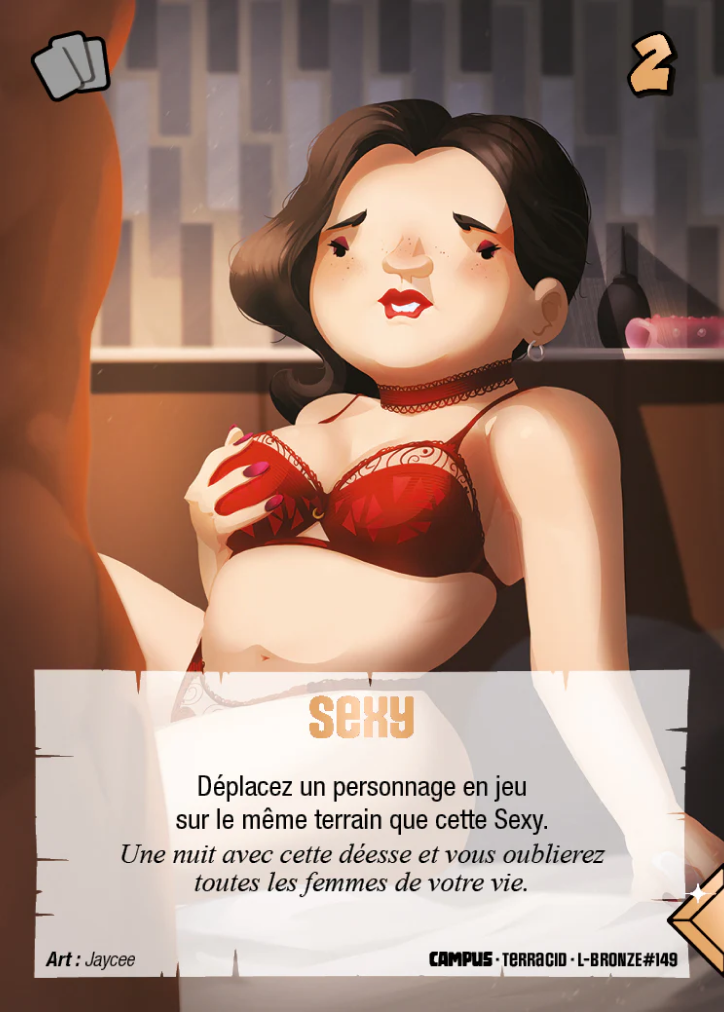 2
Sexy
Déplacez un personnage en jeu
sur le même terrain que cette Sexy.
Une nuit avec cette déesse et vous oublierez
toutes les femmes de votre vie.
Art : Jaycee
CAMPUS · TERRACID · L-BRONZE#149